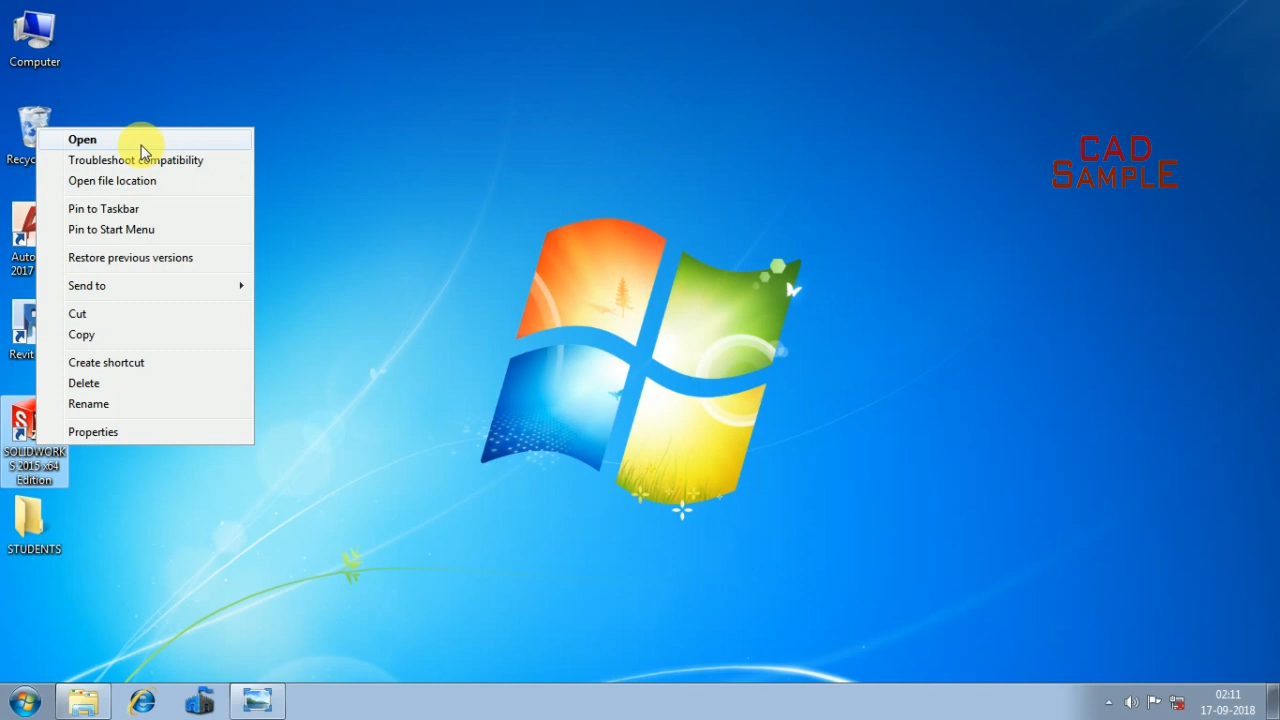 Computer
Recyc
Auto
2017
Revit
SOLIDWORK
S 2015 x64
Edition
STUDENTS
Open
Troubleshoot compatibility
Open file location
Pin to Taskbar
Pin to Start Menu
Restore previous versions
Send to
Cut
Copy
Create shortcut
Delete
Rename
Properties
CAD
SAMPLE
02:11
17-09-2018